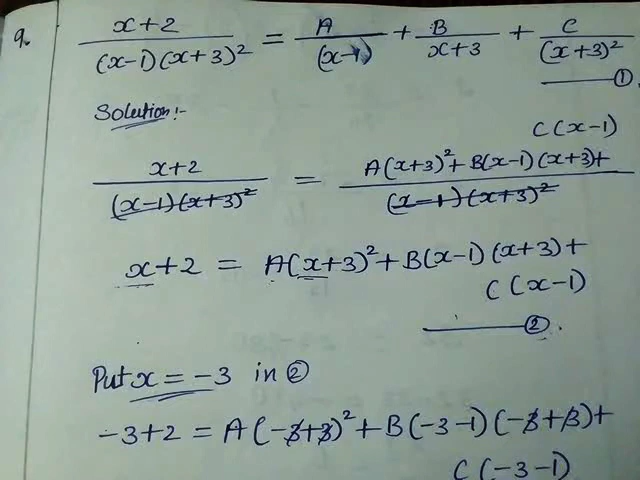 9. (x+2)/((x-1)(x+3)²) = A/(x-1) + B/(x+3) + C/(x+3)²
———①
Solution:-
(x+2)/((x-1)(x+3)²) = (A(x+3)² + B(x-1)(x+3) + C(x-1))/((x-1)(x+3)²)
x+2 = A(x+3)² + B(x-1)(x+3) +
C(x-1)
———②.
Put x = -3 in ②
-3+2 = A(-3+3)² + B(-3-1)(-3+3) +
C(-3-1)